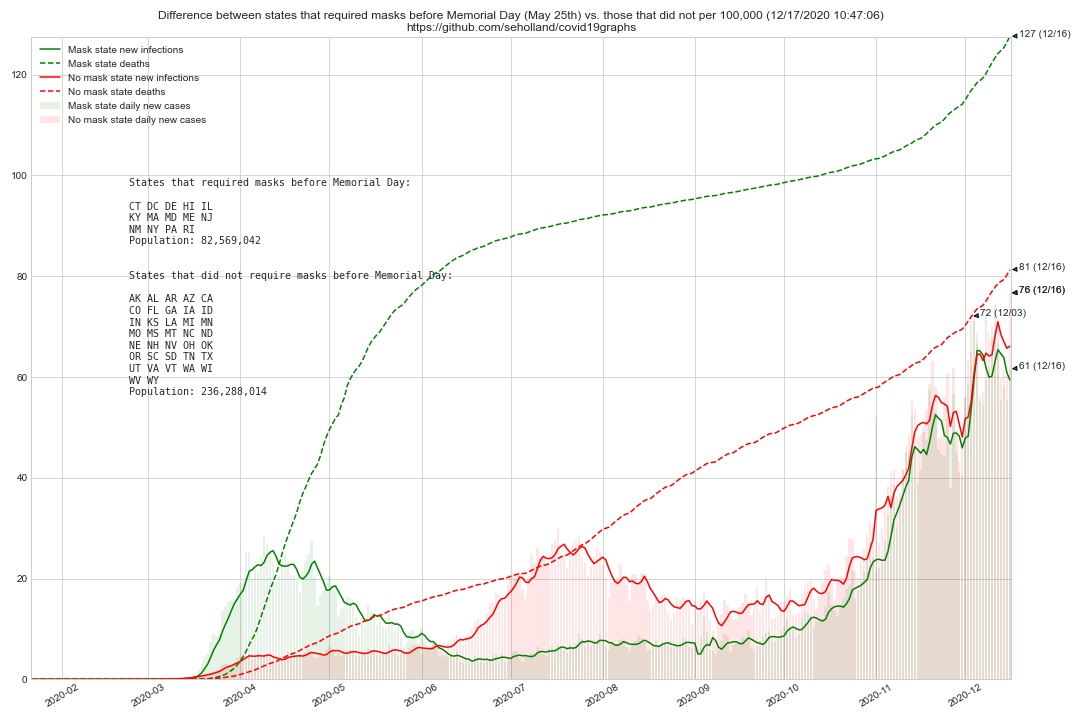 Difference between states that required masks before Memorial Day (May 25th) vs. those that did not per 100,000 (12/17/2020 10:47:06)
https://github.com/seholland/covid19graphs
127 (12/16)
Mask state new infections
Mask state deaths
No mask state new infections
No mask state deaths
Mask state daily new cases
No mask state daily new cases
120
100
80
60
40
20
0
States that required masks before Memorial Day:
CT DC DE HI IL
KY MA MD ME NJ
NM NY PA RI
Population: 82,569,042
States that did not require masks before Memorial Day:
AK AL AR AZ CA
CO FL GA IA ID
IN KS LA MI MN
MO MS MT NC ND
NE NH NV OH OK
OR SC SD TN TX
UT VA VT WA WI
WV WY
Population: 236,288,014
81 (12/16)
76 (12/16)
72 (12/03)
61 (12/16)
2020-02
2020-03
2020-04
2020-05
2020-06
2020-07
2020-08
2020-09
2020-10
2020-11
2020-12